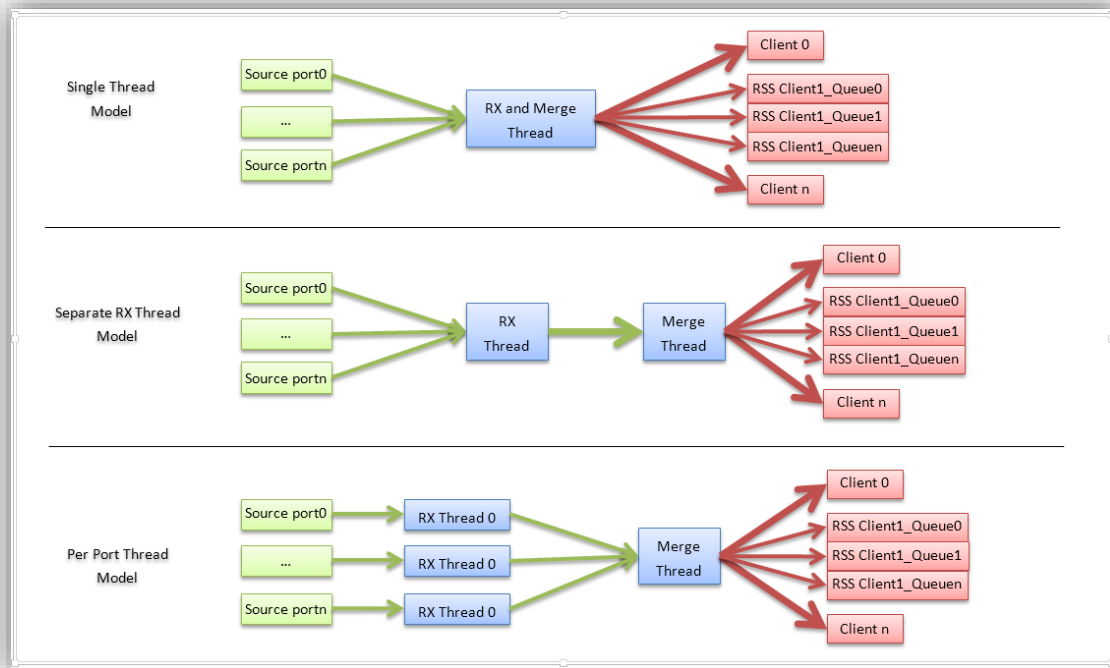 Single Thread
Model
Source port0
...
Source portn
RX and Merge
Thread
Client 0
RSS Client1_Queue0
RSS Client1_Queue1
RSS Client1_Queuen
Client n
Separate RX Thread
Model
Source port0
...
Source portn
RX
Thread
Merge
Thread
Client 0
RSS Client1_Queue0
RSS Client1_Queue1
RSS Client1_Queuen
Client n
Per Port Thread
Model
Source port0
...
Source portn
RX Thread 0
RX Thread 0
RX Thread 0
Merge
Thread
Client 0
RSS Client1_Queue0
RSS Client1_Queue1
RSS Client1_Queuen
Client n